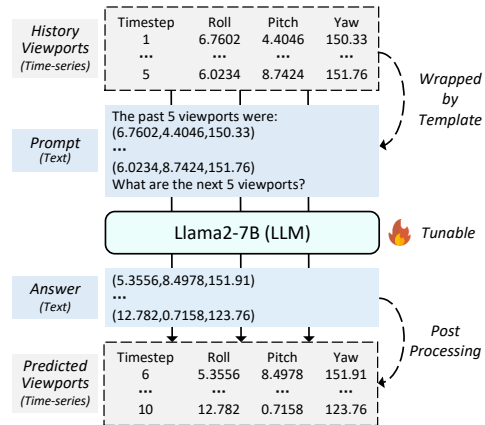 History
Viewports
(Time-series)
Timestep Roll Pitch Yaw
1 6.7602 4.4046 150.33
... ... ... ...
5 6.0234 8.7424 151.76
Wrapped
by
Template
Prompt
(Text)
The past 5 viewports were:
(6.7602,4.4046,150.33)
...
(6.0234,8.7424,151.76)
What are the next 5 viewports?
Llama2-7B (LLM)
Tunable
Answer
(Text)
(5.3556,8.4978,151.91)
...
(12.782,0.7158,123.76)
Post
Processing
Predicted
Viewports
(Time-series)
Timestep Roll Pitch Yaw
6 5.3556 8.4978 151.91
... ... ... ...
10 12.782 0.7158 123.76